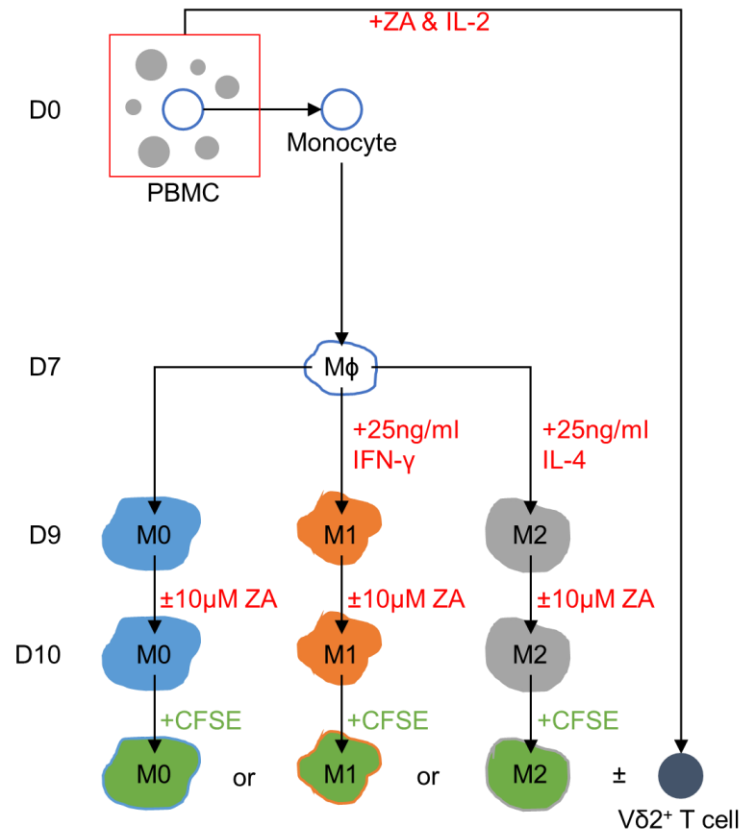 +ZA & IL-2
D0
Monocyte
PBMC
D7
Mϕ
+25ng/ml
IFN-γ
+25ng/ml
IL-4
D9
M0
M1
M2
±10μM ZA
±10μM ZA
±10μM ZA
D10
M0
M1
M2
+CFSE
+CFSE
+CFSE
M0
or
M1
or
M2
±
Vδ2⁺ T cell